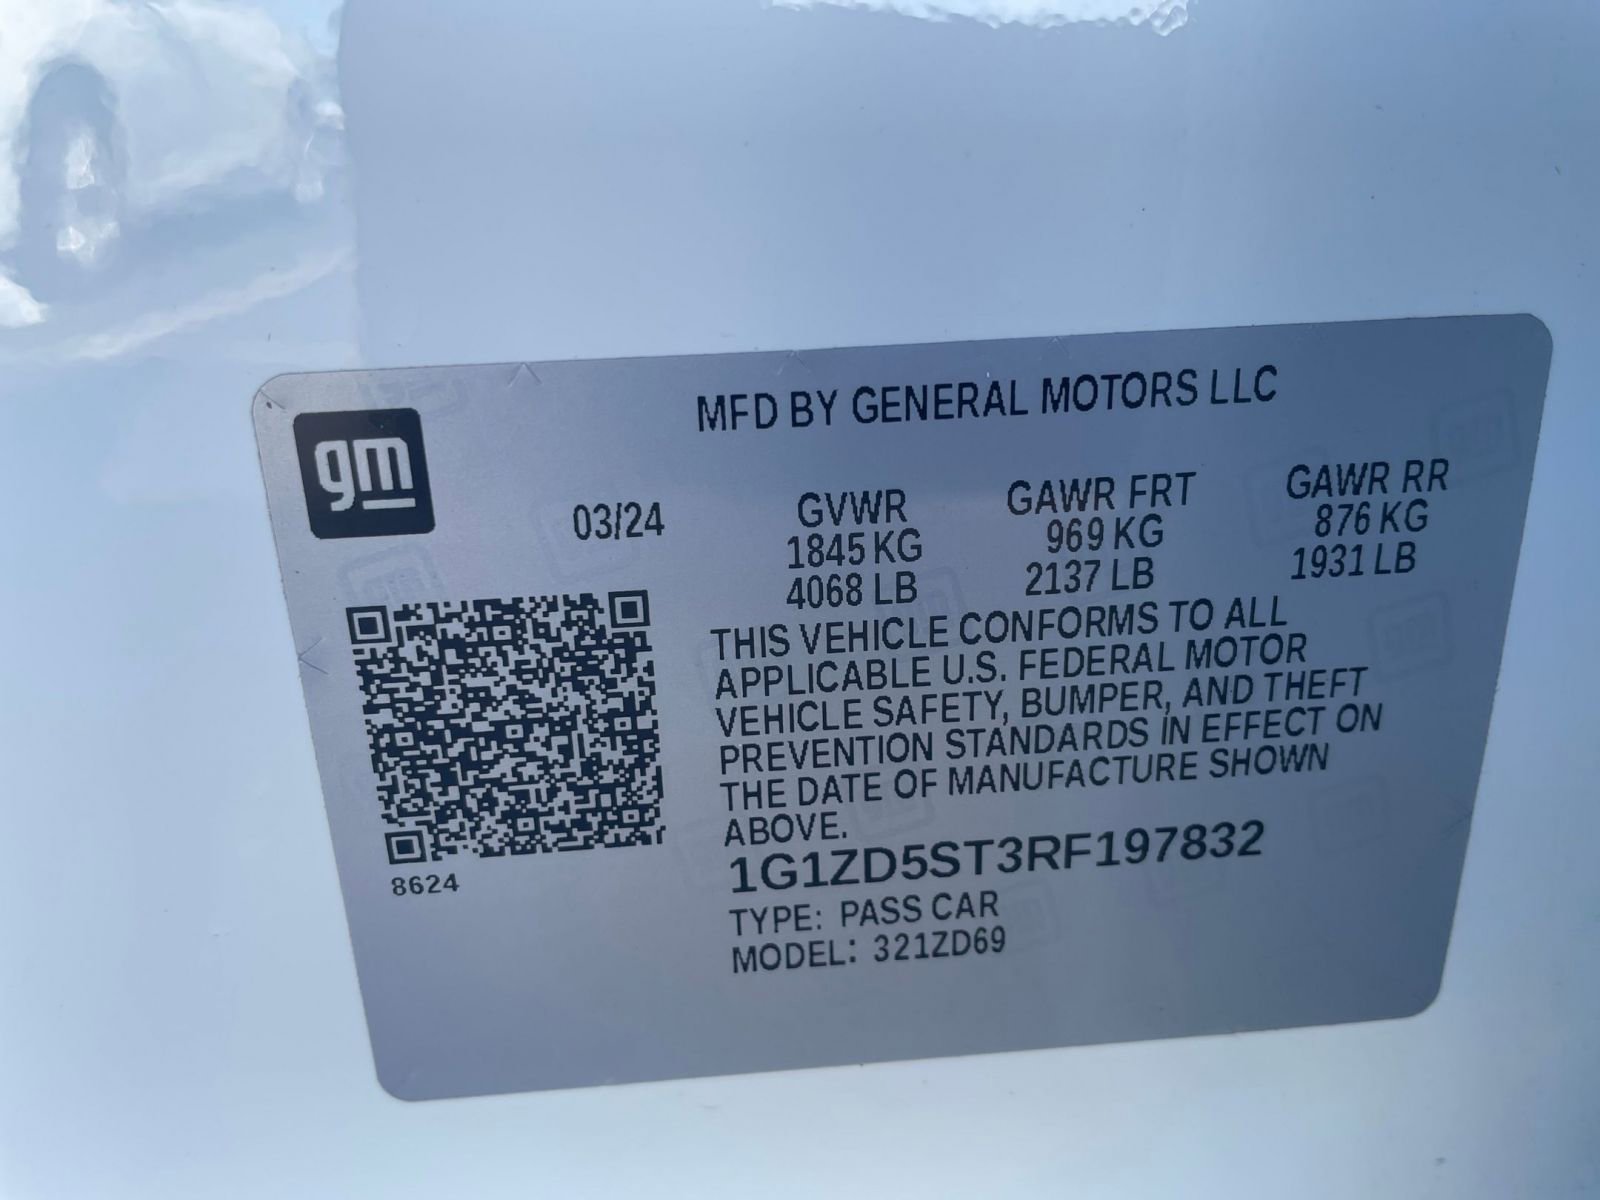 gm
MFD BY GENERAL MOTORS LLC
03/24
GVWR
1845 KG
4068 LB
GAWR FRT
969 KG
2137 LB
GAWR RR
876 KG
1931 LB
THIS VEHICLE CONFORMS TO ALL
APPLICABLE U.S. FEDERAL MOTOR
VEHICLE SAFETY, BUMPER, AND THEFT
PREVENTION STANDARDS IN EFFECT ON
THE DATE OF MANUFACTURE SHOWN
ABOVE.
1G1ZD5ST3RF197832
TYPE: PASS CAR
MODEL: 321ZD69
8624